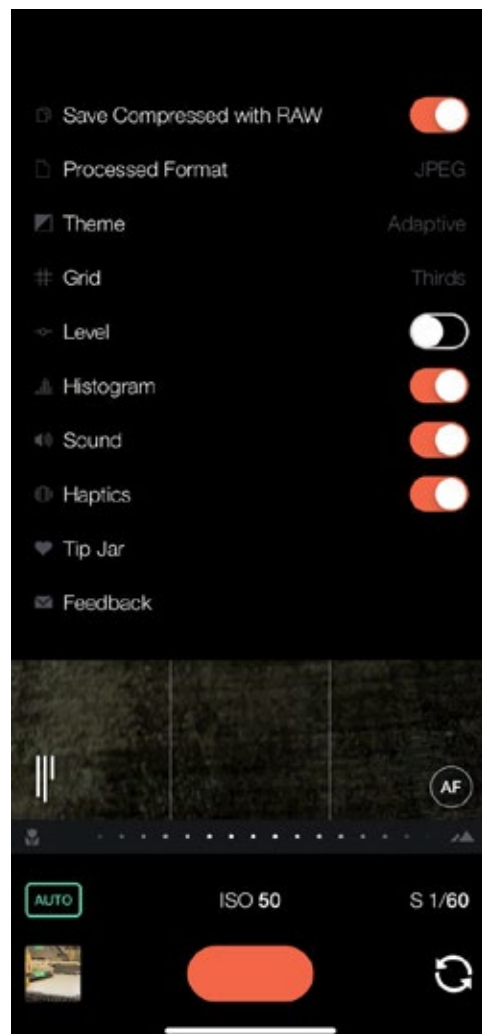 Save Compressed with RAW
Processed Format JPEG
Theme Adaptive
Grid Thirds
Level
Histogram
Sound
Haptics
Tip Jar
Feedback
AF
AUTO ISO 50 S 1/60